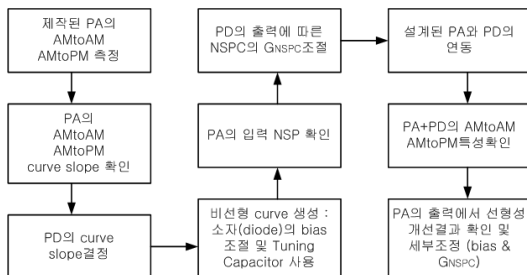 제작된 PA의
AMtoAM
AMtoPM 측정
PA의
AMtoAM
AMtoPM
curve slope 확인
PD의 curve
slope결정
비선형 curve 생성 :
소자(diode)의 bias
조절 및 Tuning
Capacitor 사용
PA의 입력 NSP 확인
PD의 출력에 따른
NSPC의 GNSPC조절
설계된 PA와 PD의
연동
PA+PD의 AMtoAM
AMtoPM특성확인
PA의 출력에서 선형성
개선결과 확인 및
세부조정 (bias &
GNSPC)